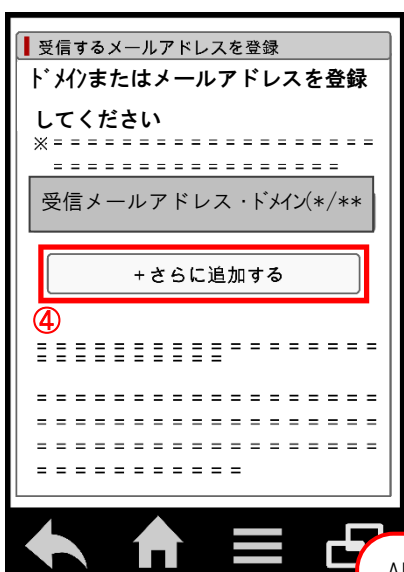 受信するメールアドレスを登録
ドメインまたはメールアドレスを登録
してください
※= = = = = = = = = = = = = = = = =
= = = = = = = = = = = = = = =
受信メールアドレス・ドメイン(*/**
+さらに追加する
④
= = = = = = = = = = = = = = = =
= = = = = = = = = =
= = = = = = = = = = = = = = = =
= = = = = = = = = = = = = = = =
= = = = = = = = = = = = = = = =
= = = = = = = = = = =